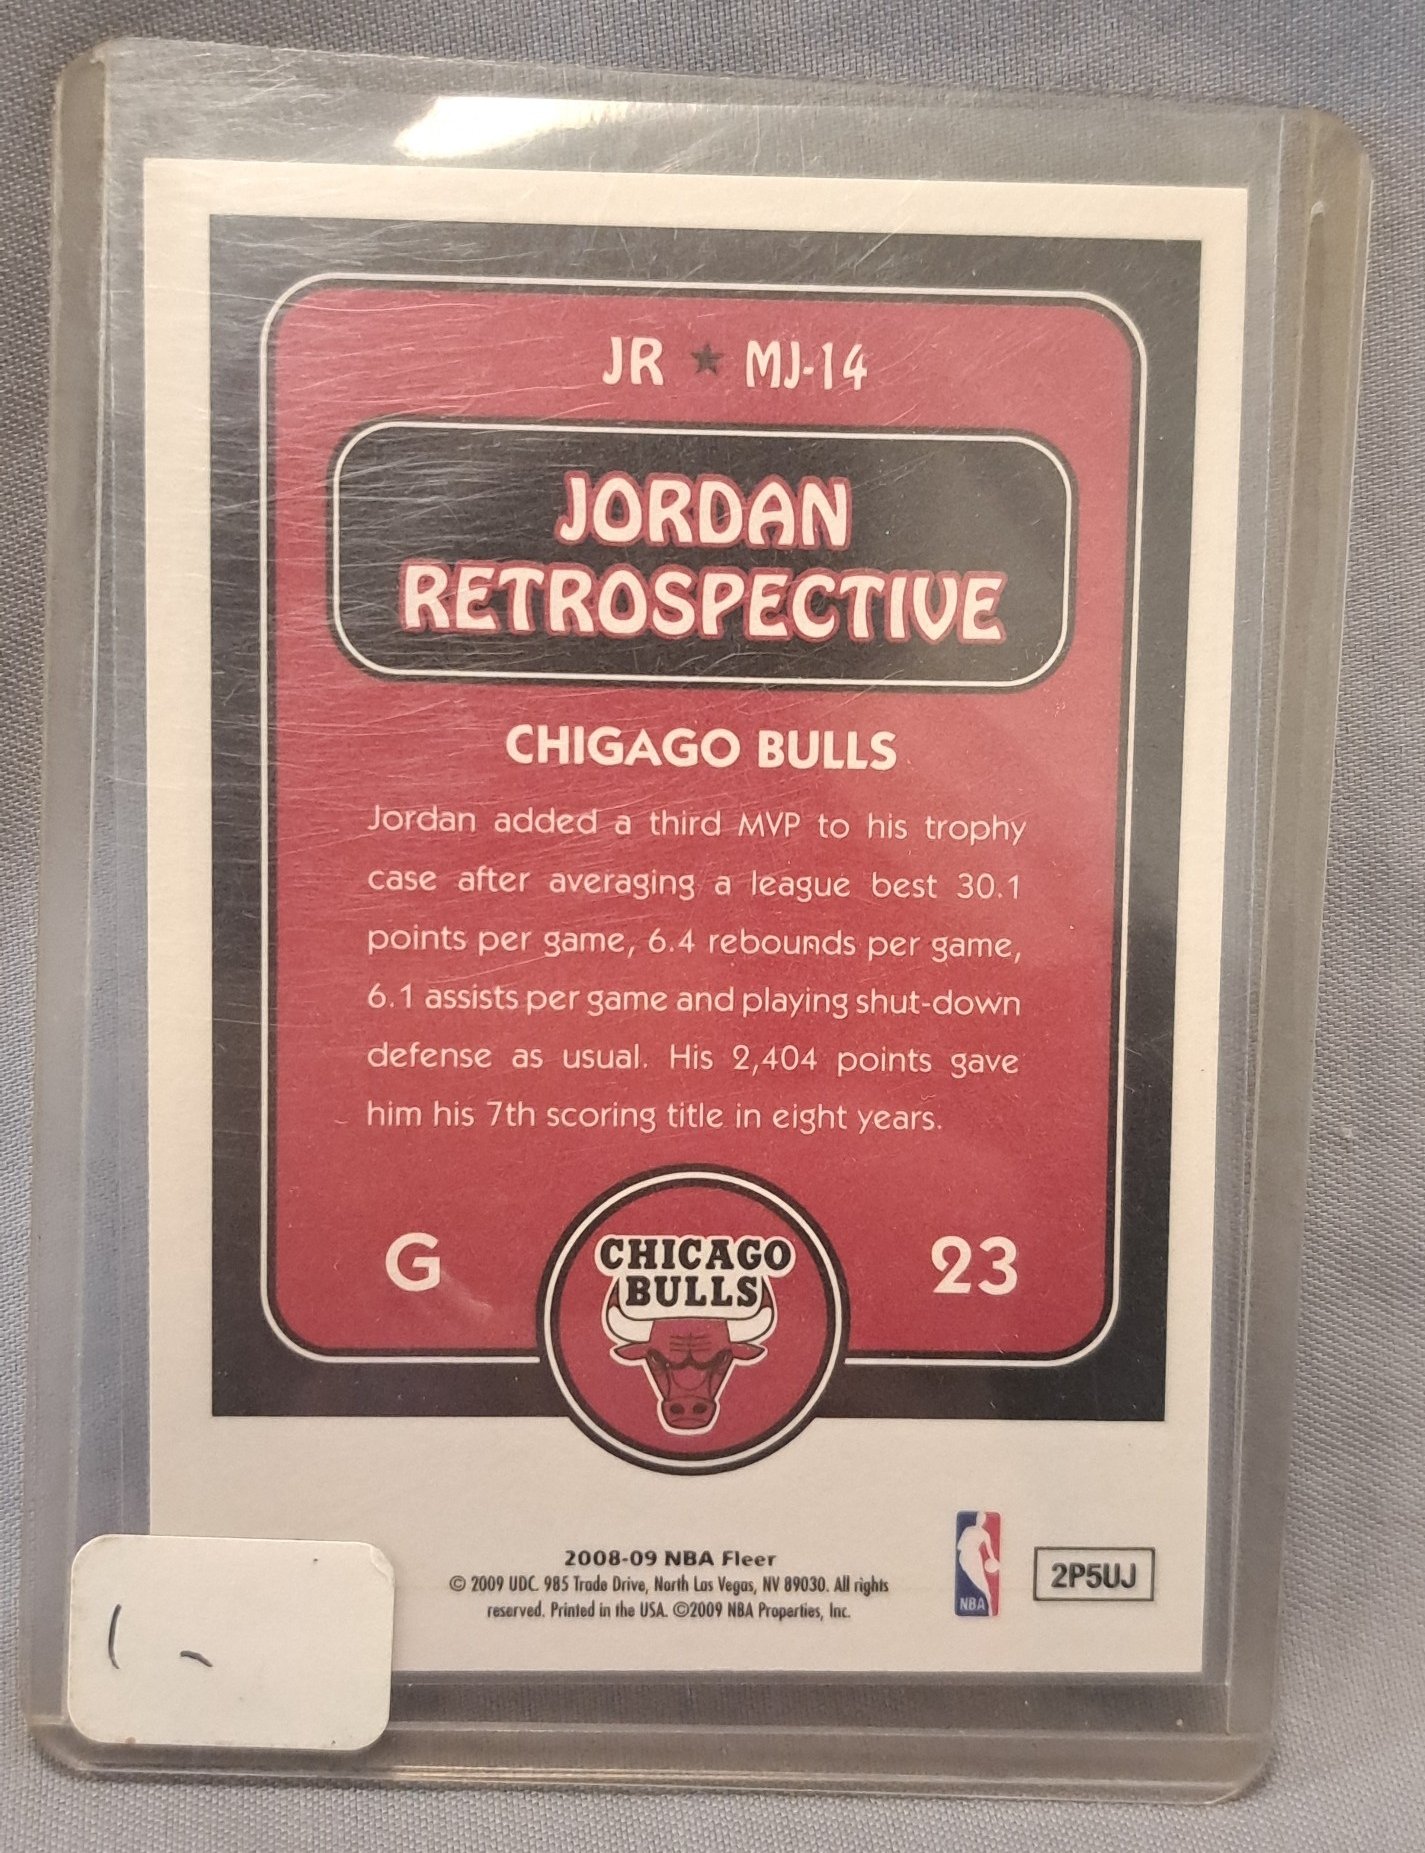 JR ★ MJ-14
JORDAN
RETROSPECTIVE
CHIGAGO BULLS
Jordan added a third MVP to his trophy
case after averaging a league best 30.1
points per game, 6.4 rebounds per game,
6.1 assists per game and playing shut-down
defense as usual. His 2,404 points gave
him his 7th scoring title in eight years.
G
23
CHICAGO
BULLS
2008-09 NBA Fleer
© 2009 UDC. 985 Trade Drive, North Las Vegas, NV 89030. All rights
reserved. Printed in the USA. ©2009 NBA Properties, Inc.
NBA
2P5UJ
1 -